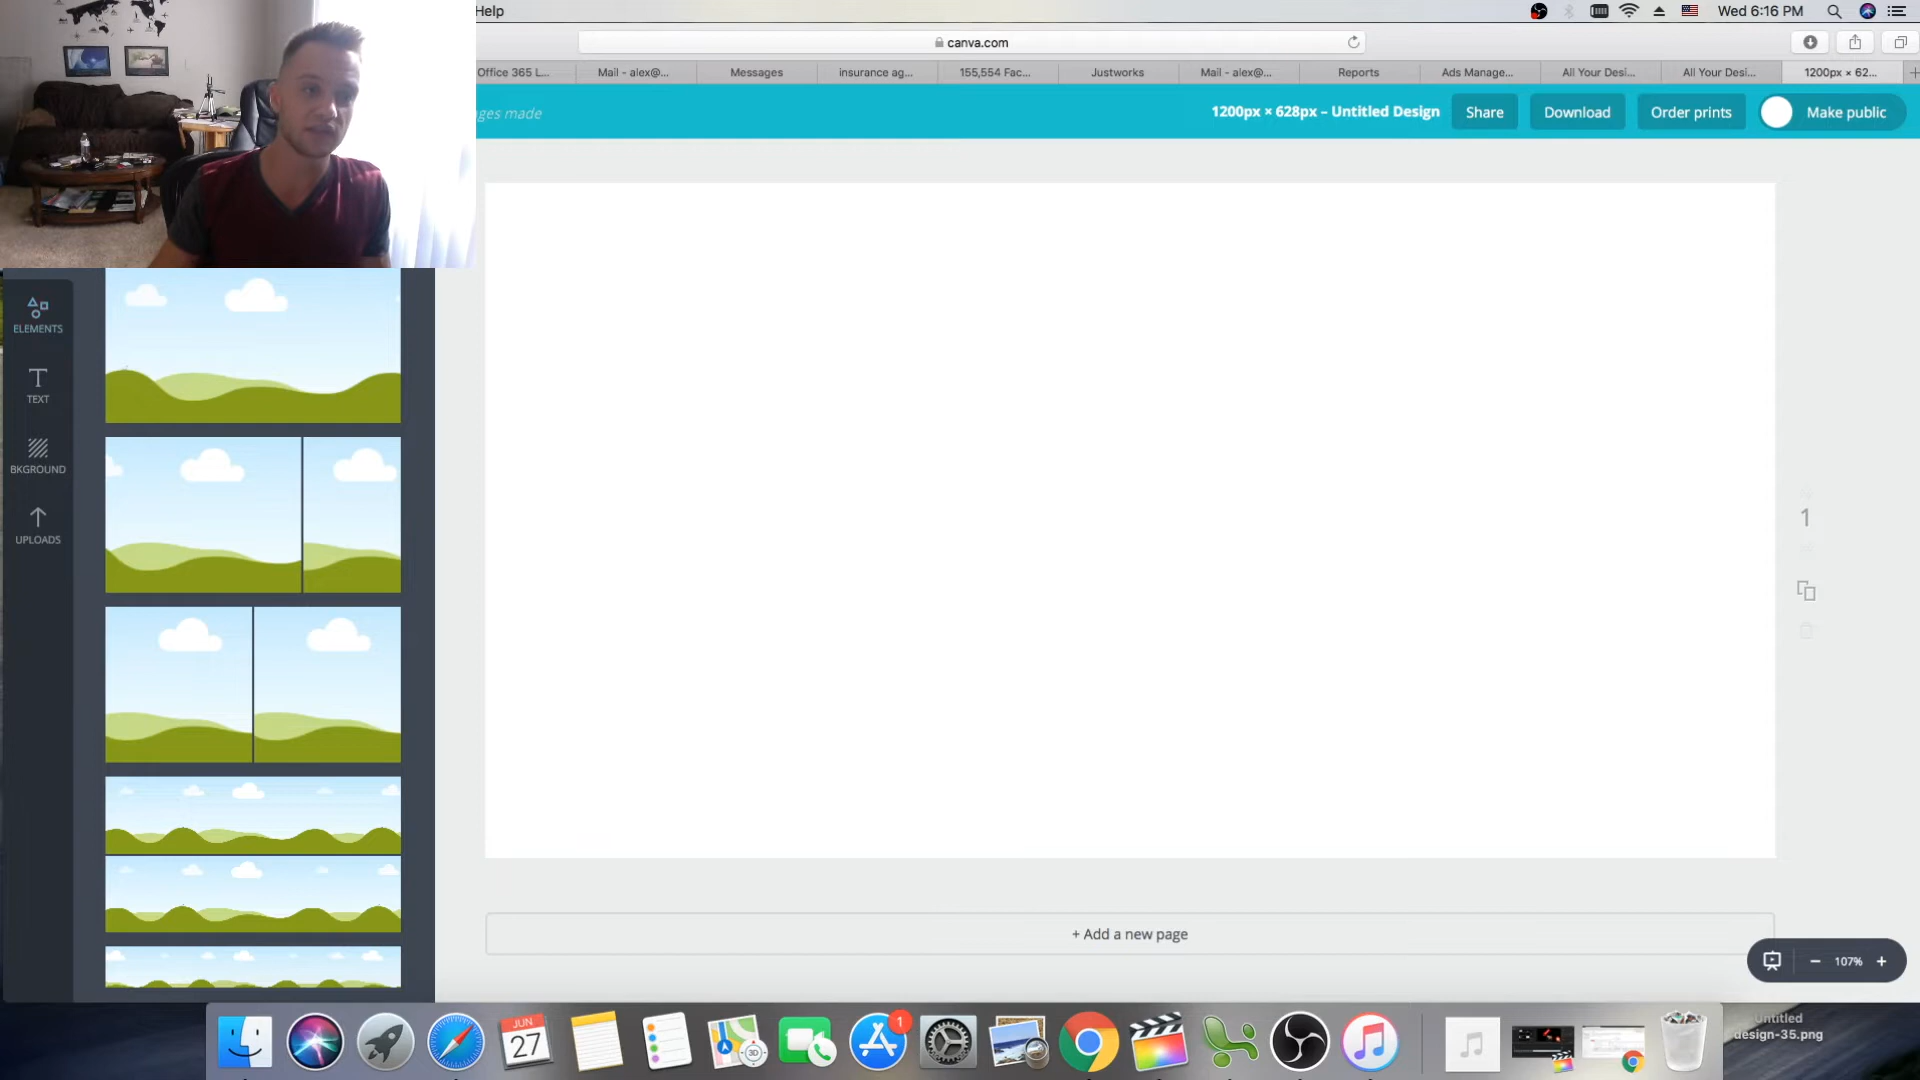 Help
Wed 6:16 PM
canva.com
Office 365 L...
Mail - alex@...
Messages
insurance ag...
155,554 Fac...
Justworks
Mail - alex@...
Reports
Ads Manage...
All Your Desi...
All Your Desi...
1200px × 62...
ges made
1200px × 628px – Untitled Design
Share
Download
Order prints
Make public
ELEMENTS
TEXT
BKGROUND
UPLOADS
1
+ Add a new page
107%
JUN
27
3D
1
Untitled
design-35.png